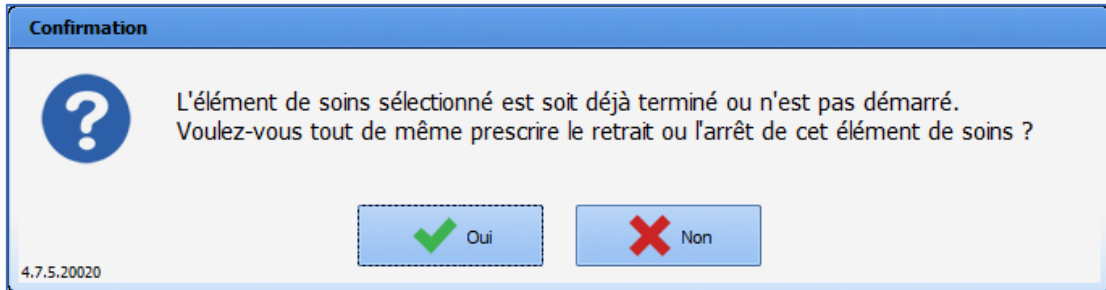 Confirmation
L'élément de soins sélectionné est soit déjà terminé ou n'est pas démarré.
Voulez-vous tout de même prescrire le retrait ou l'arrêt de cet élément de soins ?
Oui
Non
4.7.5.20020